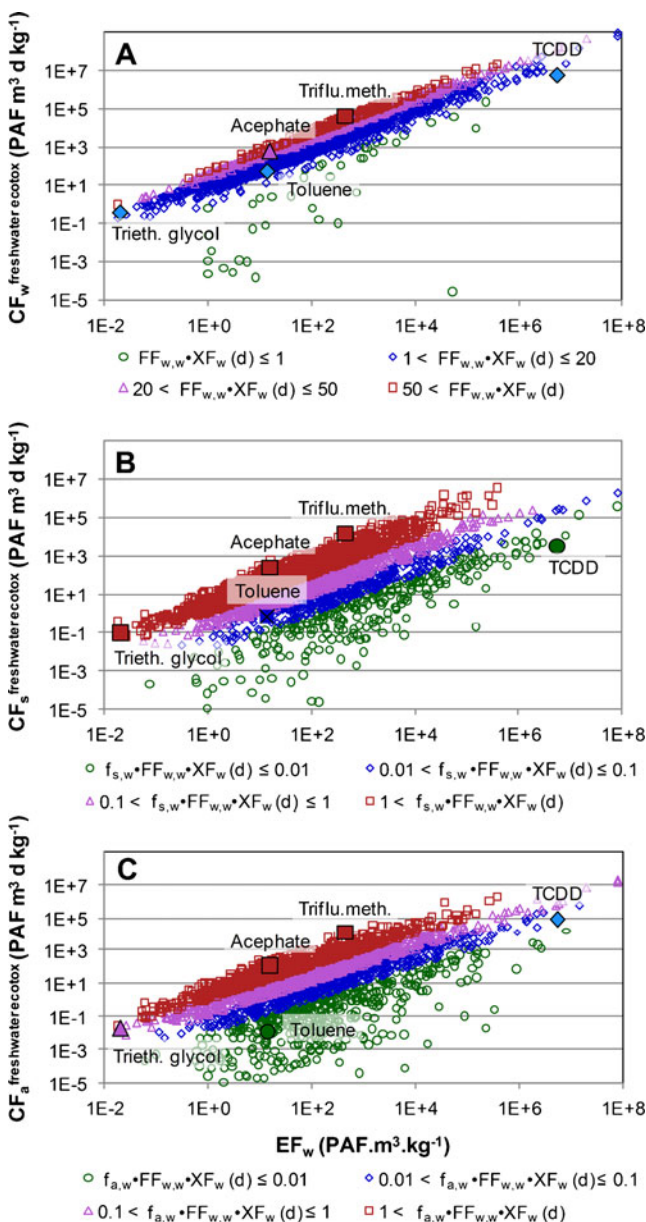 A
CFw freshwater ecotox (PAF m³ d kg⁻¹)
1E+7
1E+5
1E+3
1E+1
1E-1
1E-3
1E-5
TCDD
Triflu.meth.
Acephate
Toluene
Trieth. glycol
1E-2 1E+0 1E+2 1E+4 1E+6 1E+8
○ FFw,w•XFw (d) ≤ 1 ◇ 1 < FFw,w•XFw (d) ≤ 20
△ 20 < FFw,w•XFw (d) ≤ 50 □ 50 < FFw,w•XFw (d)
B
CFs freshwater ecotox (PAF m³ d kg⁻¹)
1E+7
1E+5
1E+3
1E+1
1E-1
1E-3
1E-5
Triflu.meth.
Acephate
Toluene
TCDD
Trieth. glycol
1E-2 1E+0 1E+2 1E+4 1E+6 1E+8
○ fs,w•FFw,w•XFw (d) ≤ 0.01 ◇ 0.01 < fs,w•FFw,w•XFw (d) ≤ 0.1
△ 0.1 < fs,w•FFw,w•XFw (d) ≤ 1 □ 1 < fs,w•FFw,w•XFw (d)
C
CFa freshwater ecotox (PAF m³ d kg⁻¹)
1E+7
1E+5
1E+3
1E+1
1E-1
1E-3
1E-5
TCDD
Triflu.meth.
Acephate
Toluene
Trieth. glycol
1E-2 1E+0 1E+2 1E+4 1E+6 1E+8
EFw (PAF.m³.kg⁻¹)
○ fa,w•FFw,w•XFw (d) ≤ 0.01 ◇ 0.01 < fa,w•FFw,w•XFw (d) ≤ 0.1
△ 0.1 < fa,w•FFw,w•XFw (d) ≤ 1 □ 1 < fa,w•FFw,w•XFw (d)